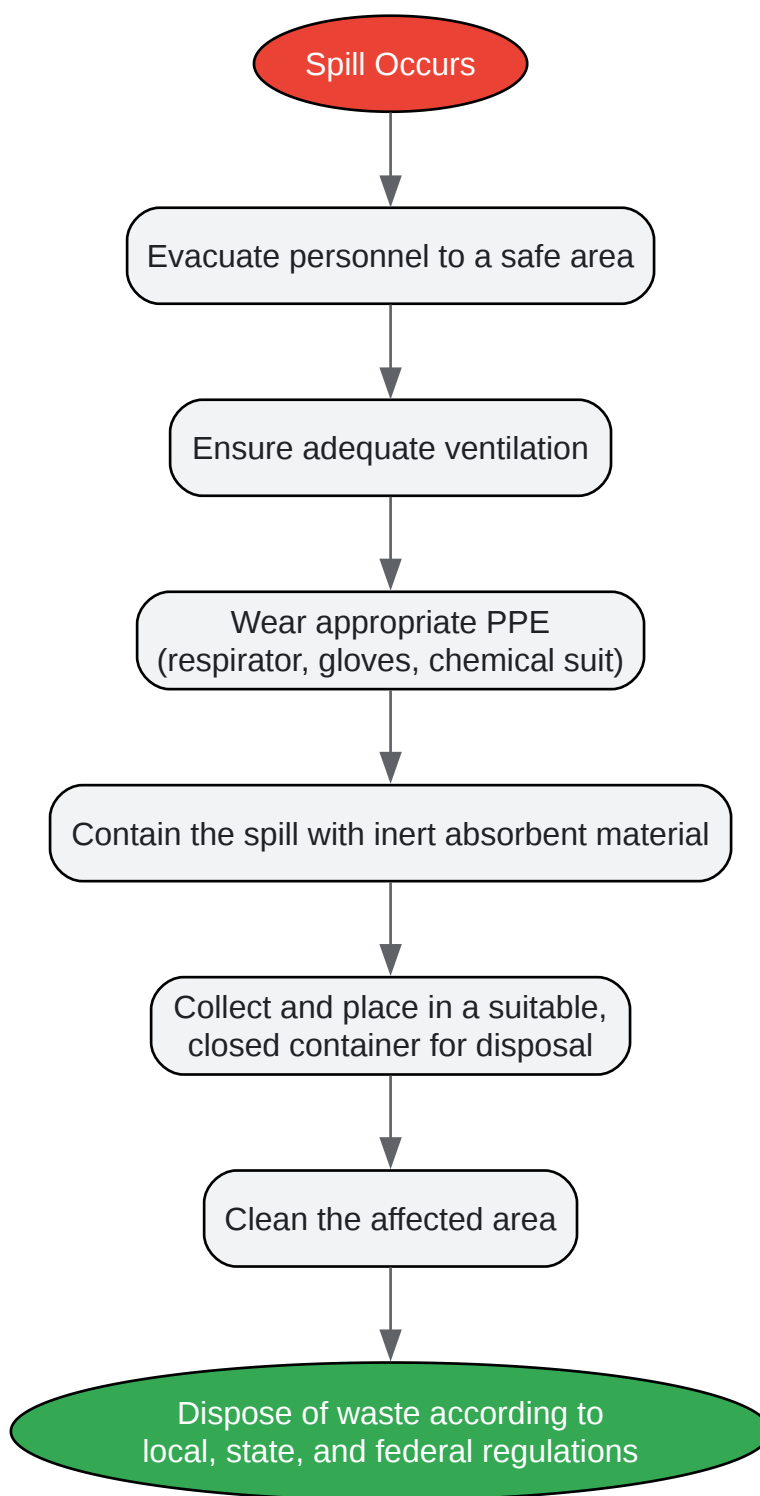 Spill Occurs
Evacuate personnel to a safe area
Ensure adequate ventilation
Wear appropriate PPE
(respirator, gloves, chemical suit)
Contain the spill with inert absorbent material
Collect and place in a suitable,
closed container for disposal
Clean the affected area
Dispose of waste according to
local, state, and federal regulations